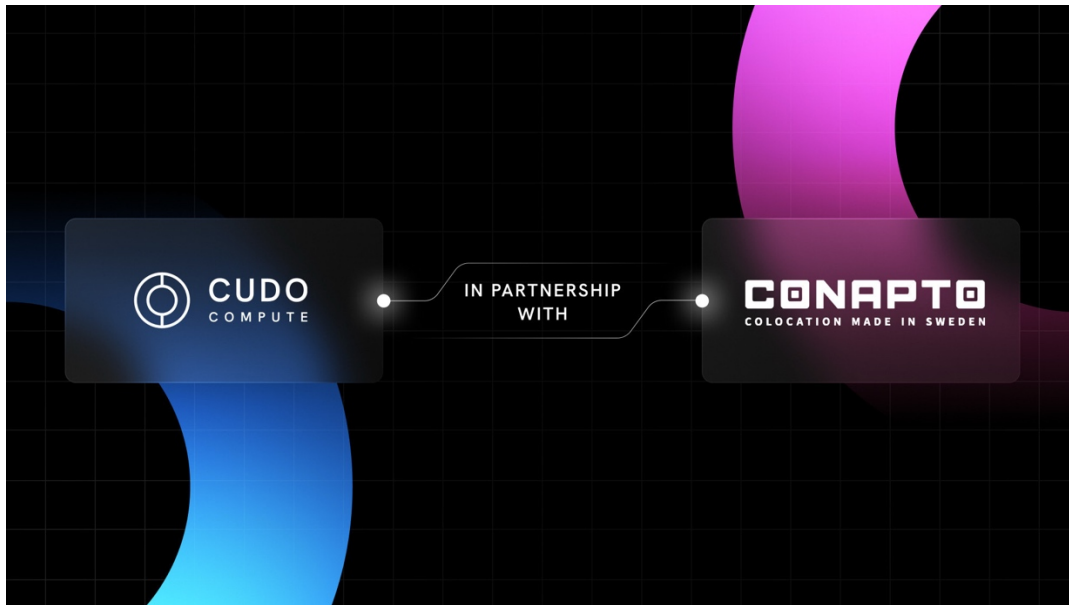 CUDO
COMPUTE
IN PARTNERSHIP
WITH
CONAPTO
COLOCATION MADE IN SWEDEN